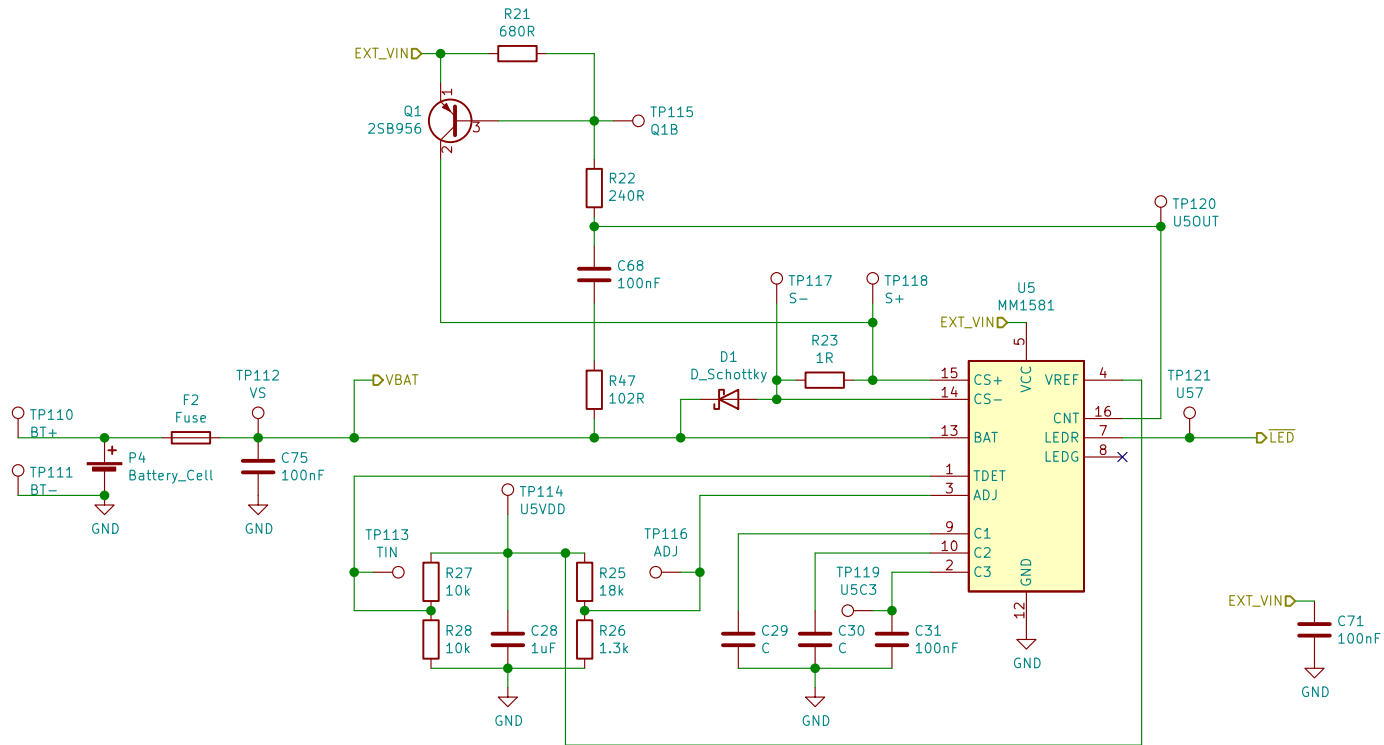 R21
680R
EXT_VIN
Q1
2SB956
1
3
2
TP115
Q1B
R22
240R
TP120
U5OUT
C68
100nF
TP117
S-
TP118
S+
U5
MM1581
EXT_VIN
5
VCC
R23
1R
D1
D_Schottky
R47
102R
VBAT
15 CS+
14 CS-
13 BAT
1 TDET
3 ADJ
9 C1
10 C2
2 C3
VREF 4
CNT 16
LEDR 7
LEDG 8
GND
12
GND
TP121
U57
LED
TP110
BT+
TP111
BT-
+
P4
Battery_Cell
GND
F2
Fuse
TP112
VS
C75
100nF
GND
TP113
TIN
TP114
U5VDD
R27
10k
R28
10k
C28
1uF
GND
R25
18k
R26
1.3k
TP116
ADJ
TP119
U5C3
C29
C
C30
C
C31
100nF
GND
EXT_VIN
C71
100nF
GND